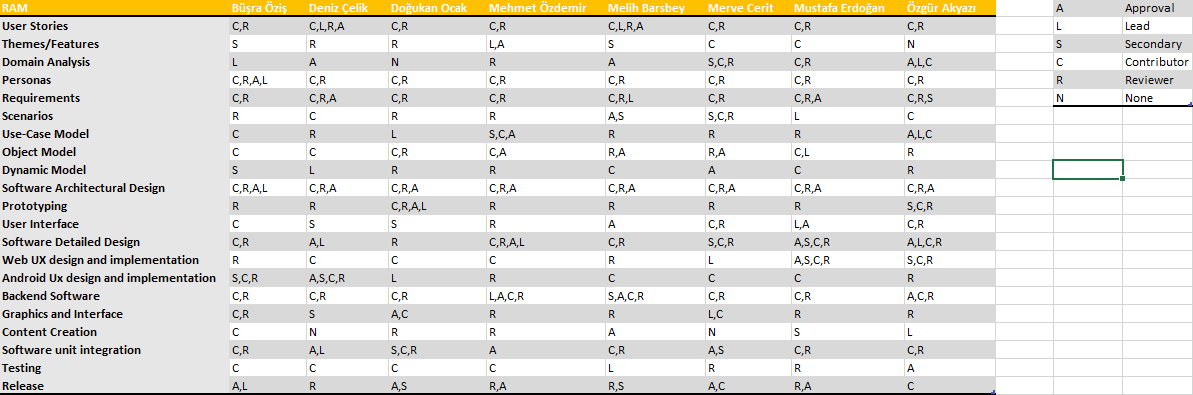 RAM Büşra Öziş Deniz Çelik Doğukan Ocak Mehmet Özdemir Melih Barsbey Merve Cerit Mustafa Erdoğan Özgür Akyazı A Approval
User Stories C,R C,L,R,A C,R C,R C,L,R,A C,R C,R C,R L Lead
Themes/Features S R R L,A S C C N S Secondary
Domain Analysis L A N R A S,C,R C,R A,L,C C Contributor
Personas C,R,A,L C,R C,R C,R C,R C,R C,R C,R R Reviewer
Requirements C,R C,R,A C,R C,R C,R,L C,R C,R,A C,R,S N None
Scenarios R C R R A,S S,C,R L C
Use-Case Model C R L S,C,A R R R A,L,C
Object Model C C C,R C,A R,A R,A C,L R
Dynamic Model S L R R C A C R
Software Architectural Design C,R,A,L C,R,A C,R,A C,R,A C,R,A C,R,A C,R,A C,R,A
Prototyping R R C,R,A,L R R R R S,C,R
User Interface C S S R A C,R L,A C,R
Software Detailed Design C,R A,L R C,R,A,L C,R S,C,R A,S,C,R A,L,C,R
Web UX design and implementation R C C C R L A,S,C,R S,C,R
Android Ux design and implementation S,C,R A,S,C,R L R C C C R
Backend Software C,R C,R C,R L,A,C,R S,A,C,R C,R C,R A,C,R
Graphics and Interface C,R S A,C R R L,C R R
Content Creation C N R R A N S L
Software unit integration C,R A,L S,C,R A C,R A,S C,R C,R
Testing C C C C L R R A
Release A,L R A,S R,A R,S A,C R,A C